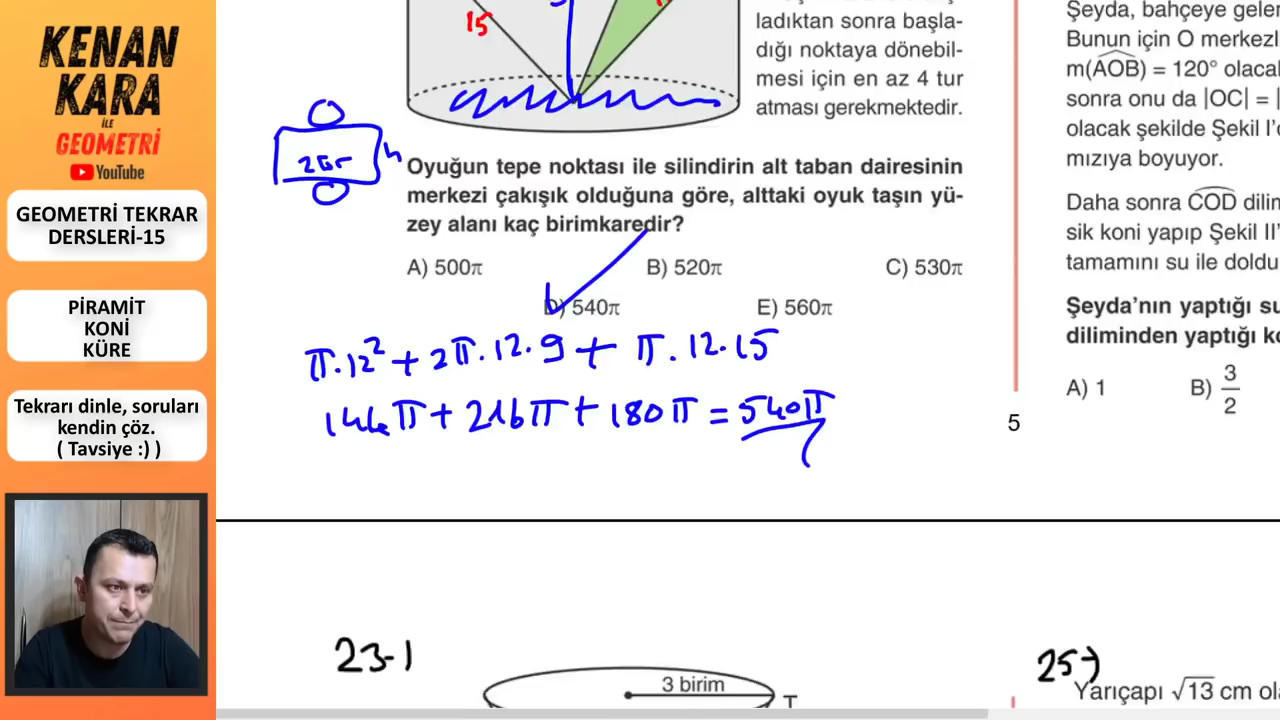 KENAN
KARA
İLE
GEOMETRİ
YouTube
GEOMETRİ TEKRAR
DERSLERİ-15
PİRAMİT
KONİ
KÜRE
Tekrarı dinle, soruları
kendin çöz.
( Tavsiye :) )
15
ladıktan sonra başla-
dığı noktaya dönebil-
mesi için en az 4 tur
atması gerekmektedir.
2πr
h
Oyuğun tepe noktası ile silindirin alt taban dairesinin
merkezi çakışık olduğuna göre, alttaki oyuk taşın yü-
zey alanı kaç birimkaredir?
A) 500π
B) 520π
C) 530π
D) 540π
E) 560π
π.12² + 2π.12.9 + π.12.15
144π + 216π + 180π = 540π
23-)
3 birim
T
Şeyda, bahçeye gelen
Bunun için O merkezl
m(AOB) = 120° olacak
sonra onu da |OC| = |
olacak şekilde Şekil I'
mızıya boyuyor.
Daha sonra COD dilim
sik koni yapıp Şekil II'
tamamını su ile doldu
Şeyda'nın yaptığı su
diliminden yaptığı ko
A) 1
B) 3/2
5
25-)
Yarıçapı √13 cm ola